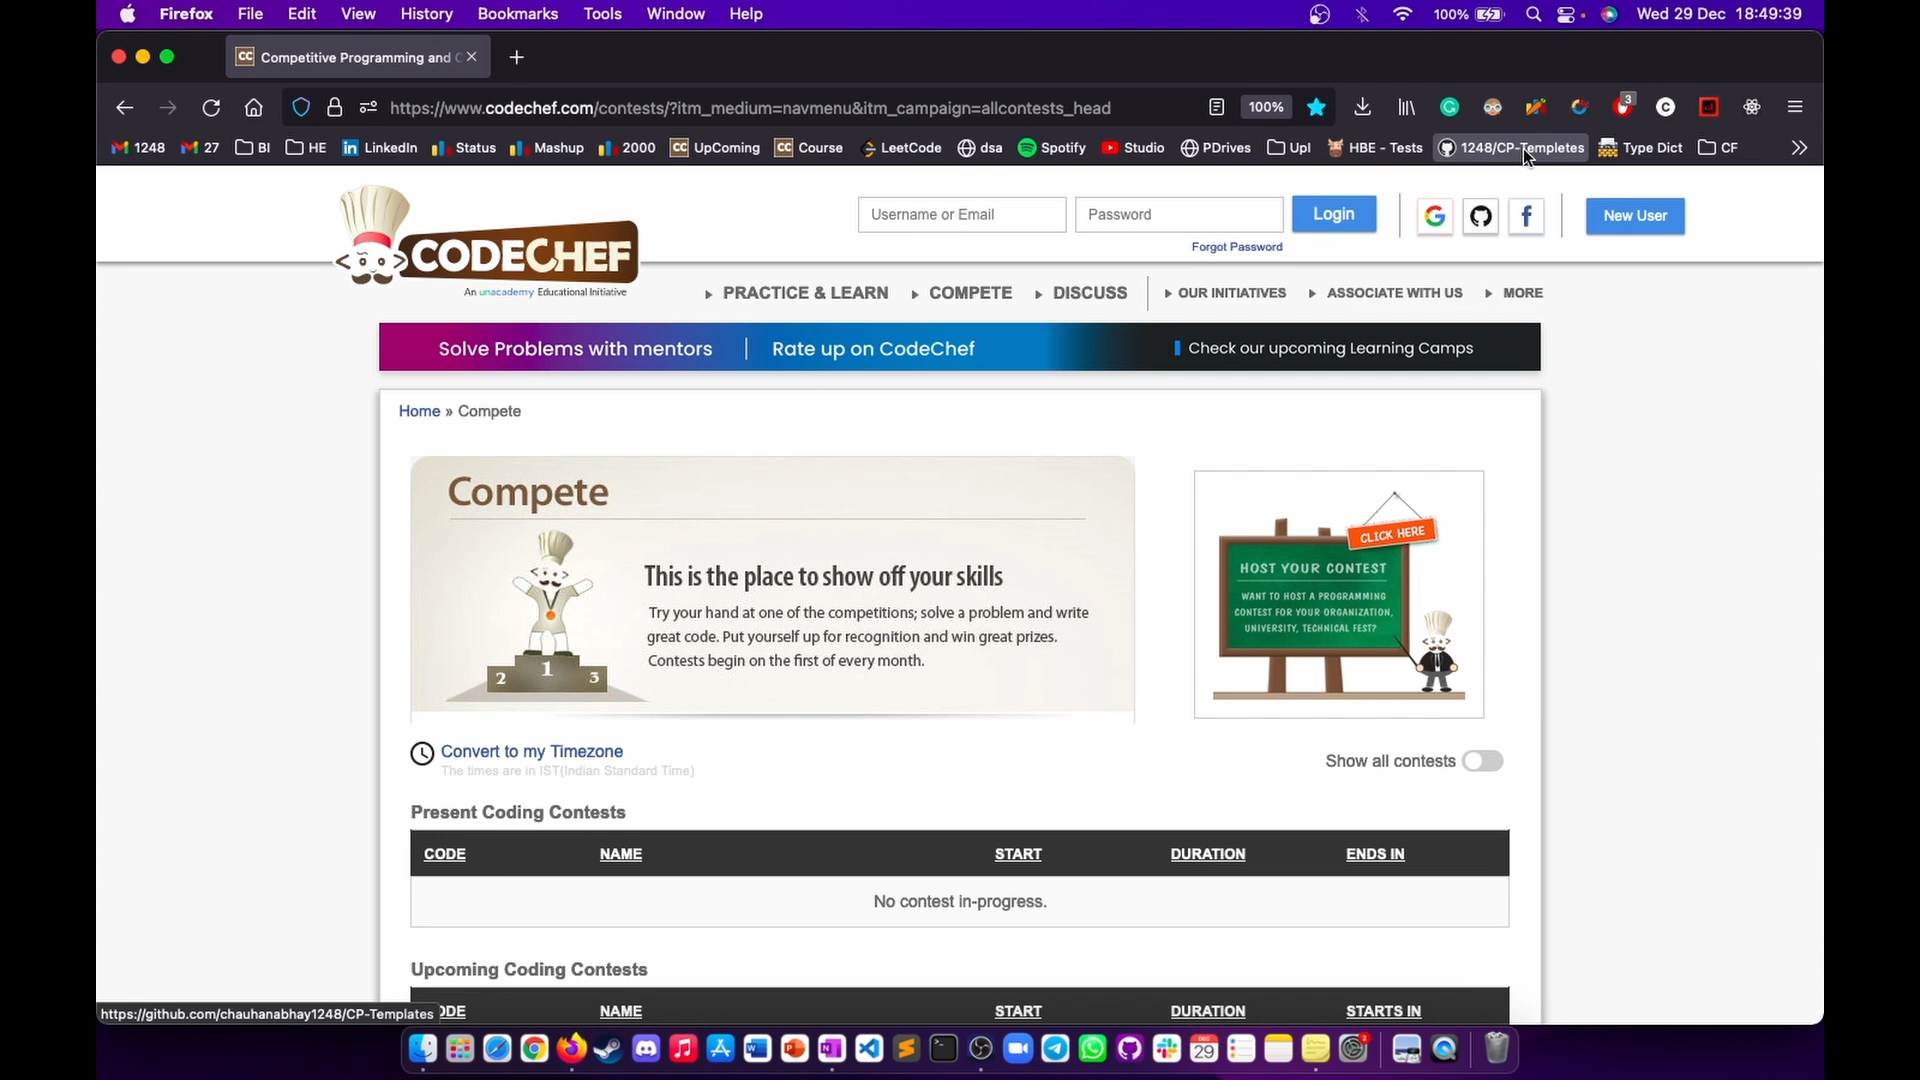 Firefox File Edit View History Bookmarks Tools Window Help 100% Wed 29 Dec 18:49:39
CC Competitive Programming and C
https://www.codechef.com/contests/?itm_medium=navmenu&itm_campaign=allcontests_head 100% 3
1248 27 BI HE LinkedIn Status Mashup 2000 UpComing Course LeetCode dsa Spotify Studio PDrives Upl HBE - Tests 1248/CP-Templetes Type Dict CF
Username or Email Password Login New User
Forgot Password
CODECHEF
An unacademy Educational Initiative
PRACTICE & LEARN COMPETE DISCUSS OUR INITIATIVES ASSOCIATE WITH US MORE
Solve Problems with mentors Rate up on CodeChef Check our upcoming Learning Camps
Home » Compete
Compete
This is the place to show off your skills
Try your hand at one of the competitions; solve a problem and write
great code. Put yourself up for recognition and win great prizes.
Contests begin on the first of every month.
2 1 3
CLICK HERE
HOST YOUR CONTEST
WANT TO HOST A PROGRAMMING
CONTEST FOR YOUR ORGANIZATION,
UNIVERSITY, TECHNICAL FEST?
Convert to my Timezone
The times are in IST(Indian Standard Time)
Show all contests
Present Coding Contests
CODE NAME START DURATION ENDS IN
No contest in-progress.
Upcoming Coding Contests
ODE NAME START DURATION STARTS IN
https://github.com/chauhanabhay1248/CP-Templates
DEC
29
2